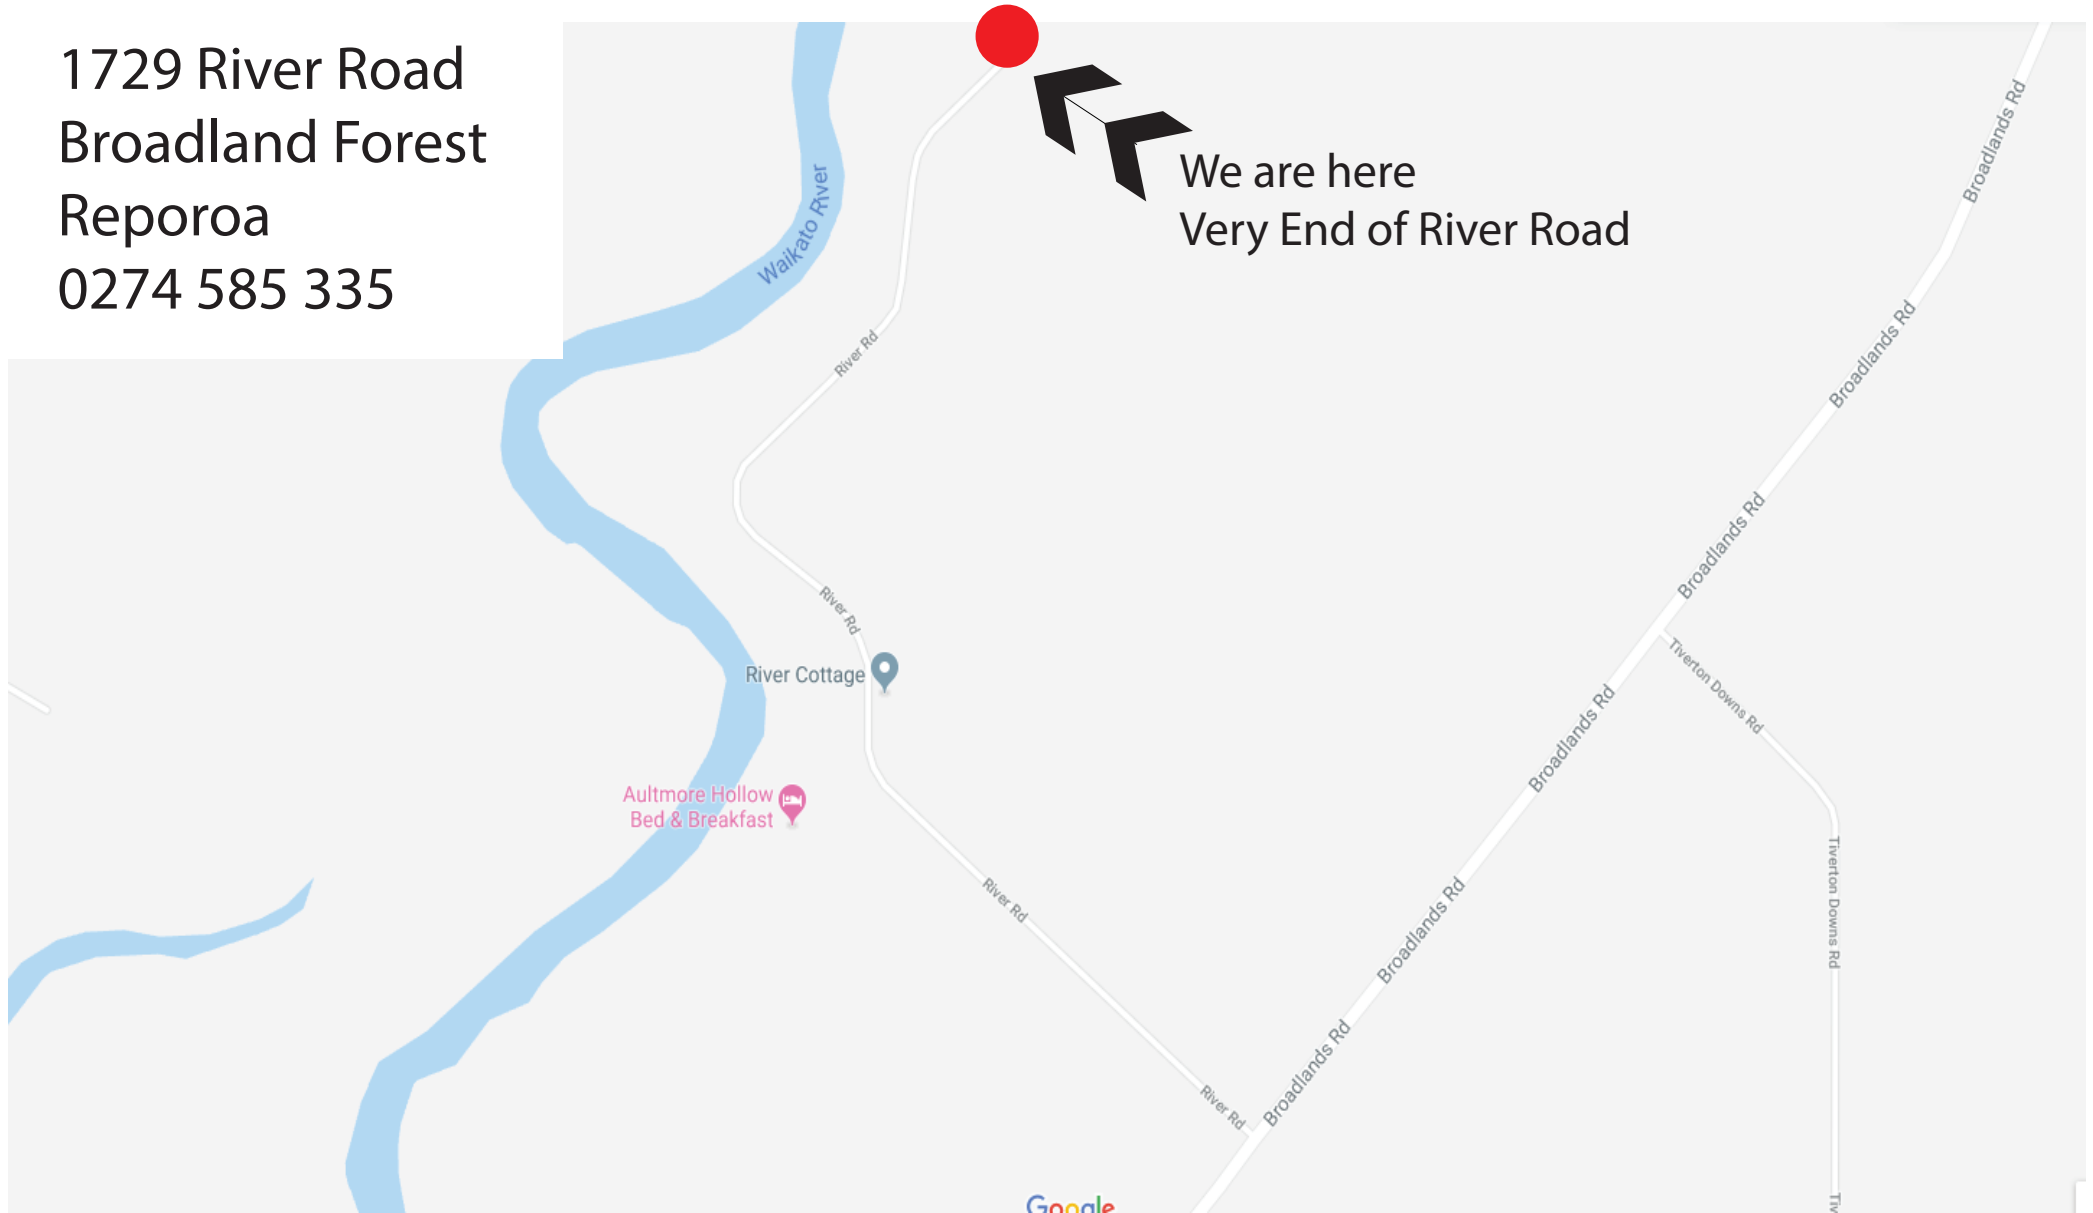 1729 River Road
Broadland Forest
Reporoa
0274 585 335
We are here
Very End of River Road
Broadlands Rd
Waikato River
Broadlands Rd
River Rd
Broadlands Rd
River Rd
Tiverton Downs Rd
River Cottage
Broadlands Rd
Aultmore Hollow
Bed & Breakfast
River Rd
Broadlands Rd
Tiverton Downs Rd
Broadlands Rd
River Rd
Google